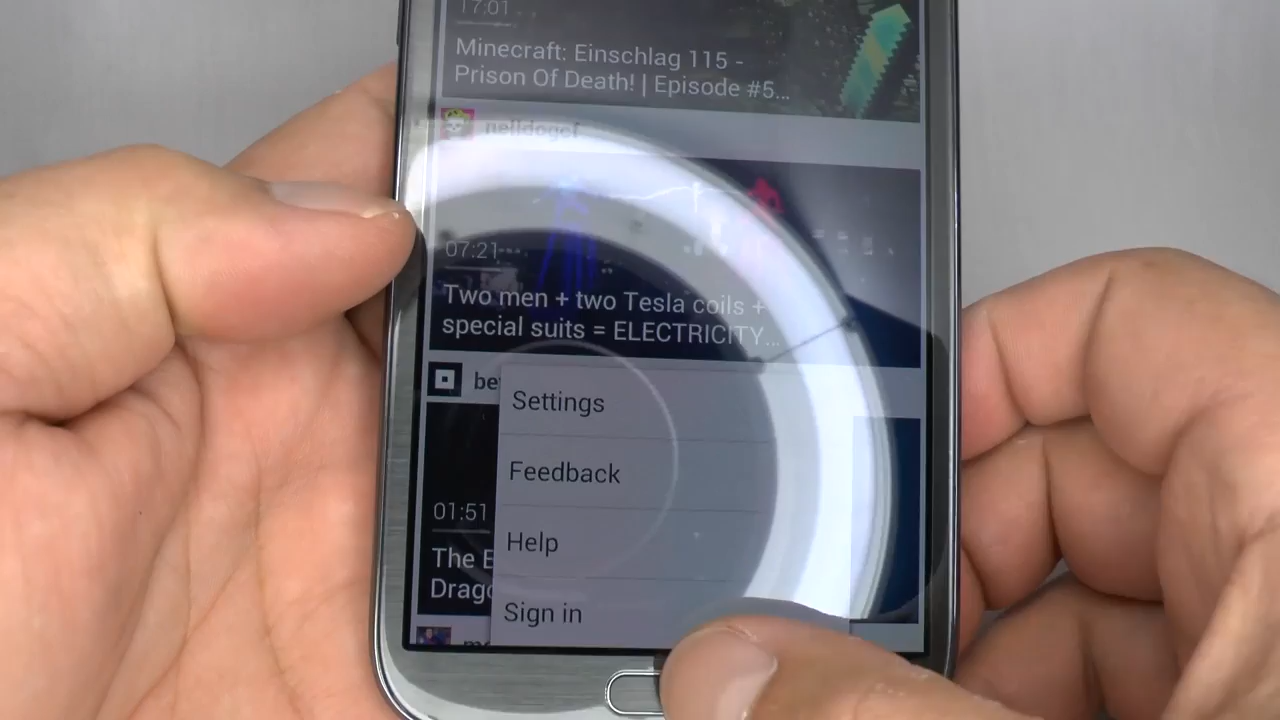 17:01
Minecraft: Einschlag 115 -
Prison Of Death! | Episode #5...
07:21
Two men + two Tesla coils +
special suits = ELECTRICITY...
Settings
Feedback
01:51
Help
The
Sign in